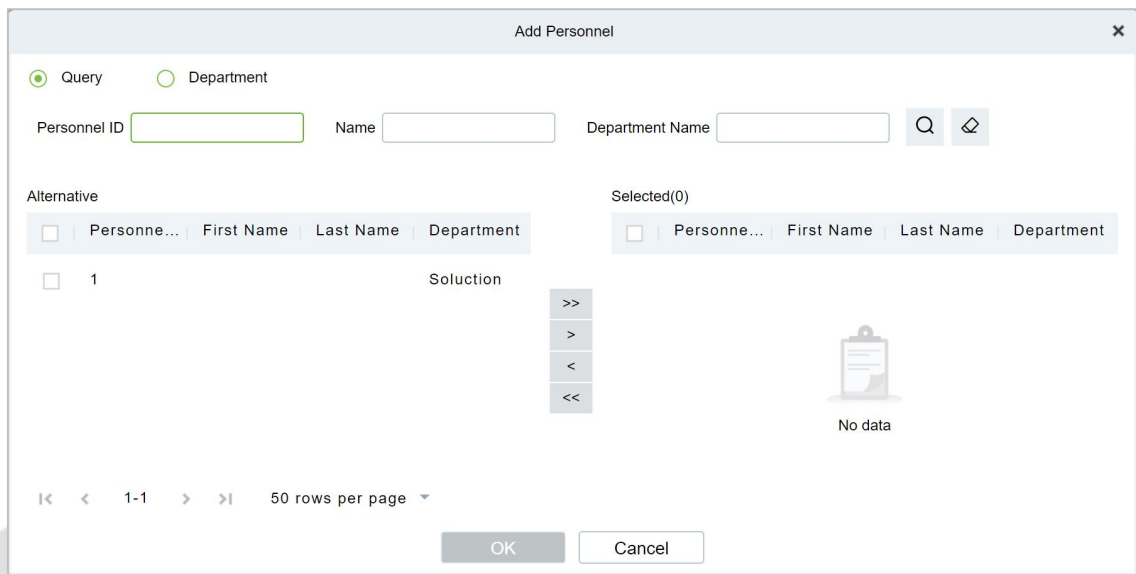 Add Personnel
Query Department
Personnel ID Name Department Name
Alternative Selected(0)
Personne... First Name Last Name Department Personne... First Name Last Name Department
1 Soluction
>>
>
<
<<
No data
1-1 50 rows per page
OK Cancel